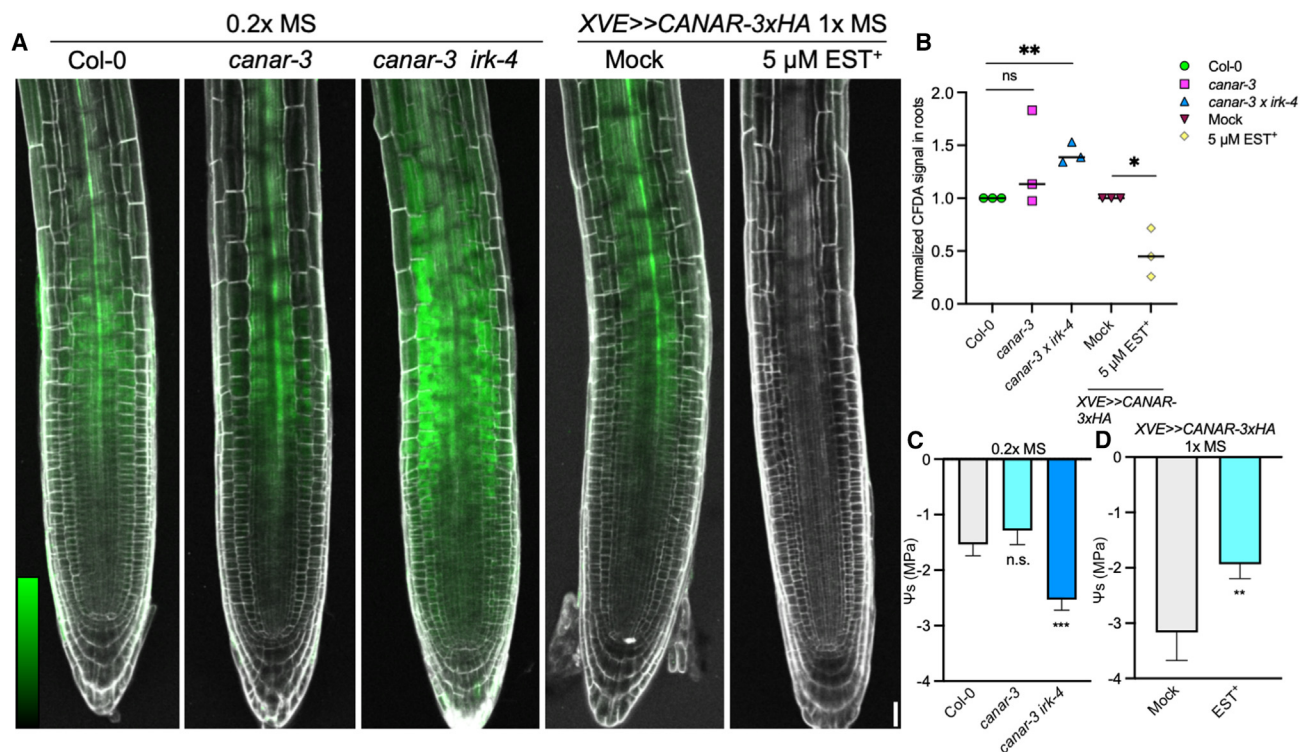 A
0.2x MS
XVE>>CANAR-3xHA 1x MS
Col-0
canar-3
canar-3 irk-4
Mock
5 µM EST⁺
B
**
ns
*
Normalized CFDA signal in roots
2.0
1.5
1.0
0.5
0.0
Col-0
canar-3
canar-3 x irk-4
Mock
5 µM EST⁺
XVE>>CANAR-
3xHA
Col-0
canar-3
canar-3 x irk-4
Mock
5 µM EST⁺
C
0.2x MS
Ψs (MPa)
0
-1
-2
-3
-4
n.s.
***
Col-0
canar-3
canar-3 irk-4
D
XVE>>CANAR-3xHA
1x MS
Ψs (MPa)
0
-1
-2
-3
-4
**
Mock
EST⁺